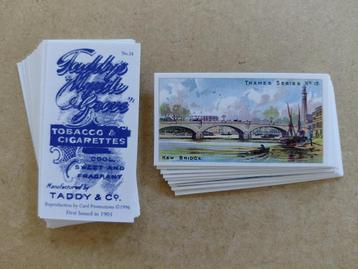 No.14
Taddy's
"Myrtle
Grove"
TOBACCO &
CIGARETTES
COOL,
SWEET AND
FRAGRANT
Manufactured by
TADDY & Co.
Reproduction by Card Promotions ©1996
First Issued in 1903
THAMES SERIES No 15
KEW BRIDGE